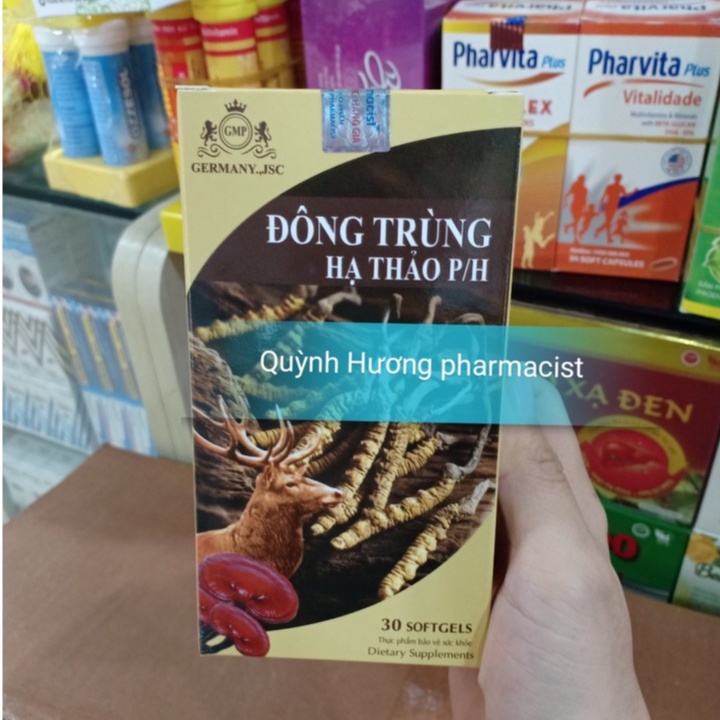 GMP
GERMANY.,JSC
ĐÔNG TRÙNG
HẠ THẢO P/H
Quỳnh Hương pharmacist
30 SOFTGELS
Thực phẩm bảo vệ sức khỏe
Dietary Supplements
Pharvita Plus
Pharvita Plus
Vitalidade
XẠ ĐEN